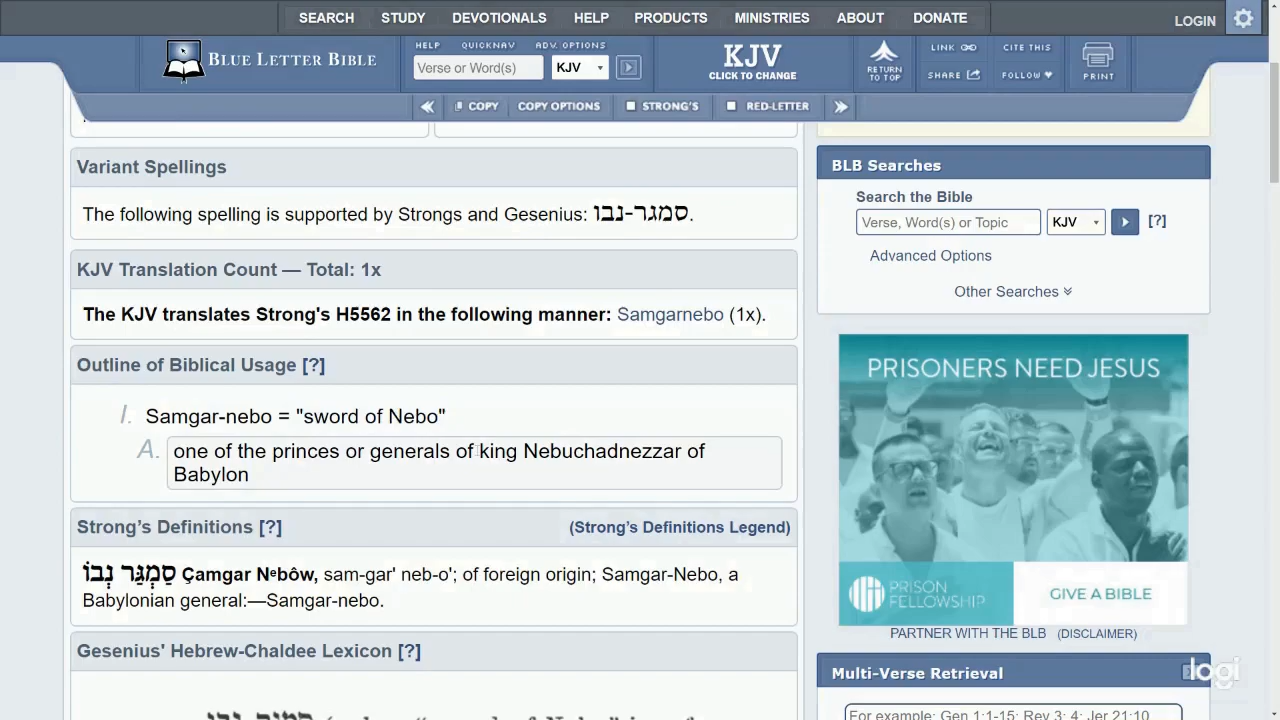 SEARCH STUDY DEVOTIONALS HELP PRODUCTS MINISTRIES ABOUT DONATE LOGIN
BLUE LETTER BIBLE
HELP QUICKNAV ADV. OPTIONS
Verse or Word(s) KJV
KJV
CLICK TO CHANGE
RETURN
TO TOP
LINK CITE THIS
SHARE FOLLOW
PRINT
COPY COPY OPTIONS STRONG'S RED-LETTER
Variant Spellings
The following spelling is supported by Strongs and Gesenius: סמגר-נבו.
KJV Translation Count — Total: 1x
The KJV translates Strong's H5562 in the following manner: Samgarnebo (1x).
Outline of Biblical Usage [?]
I. Samgar-nebo = "sword of Nebo"
A. one of the princes or generals of king Nebuchadnezzar of
Babylon
Strong's Definitions [?] (Strong's Definitions Legend)
סַמְגַּר נְבוֹ Çamgar Nᵉbôw, sam-gar' neb-o'; of foreign origin; Samgar-Nebo, a
Babylonian general:—Samgar-nebo.
Gesenius' Hebrew-Chaldee Lexicon [?]
BLB Searches
Search the Bible
Verse, Word(s) or Topic KJV [?]
Advanced Options
Other Searches
PRISONERS NEED JESUS
PRISON
FELLOWSHIP
GIVE A BIBLE
PARTNER WITH THE BLB (DISCLAIMER)
Multi-Verse Retrieval
logi
For example: Gen 1:1-15; Rev 3; 4; Jer 21:10